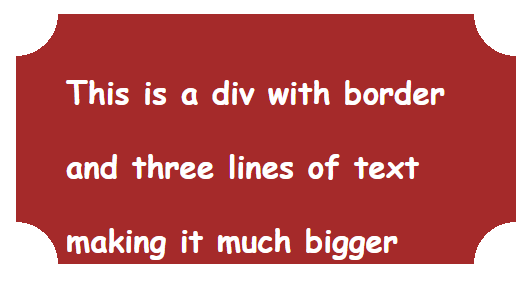 This is a div with border
and three lines of text
making it much bigger